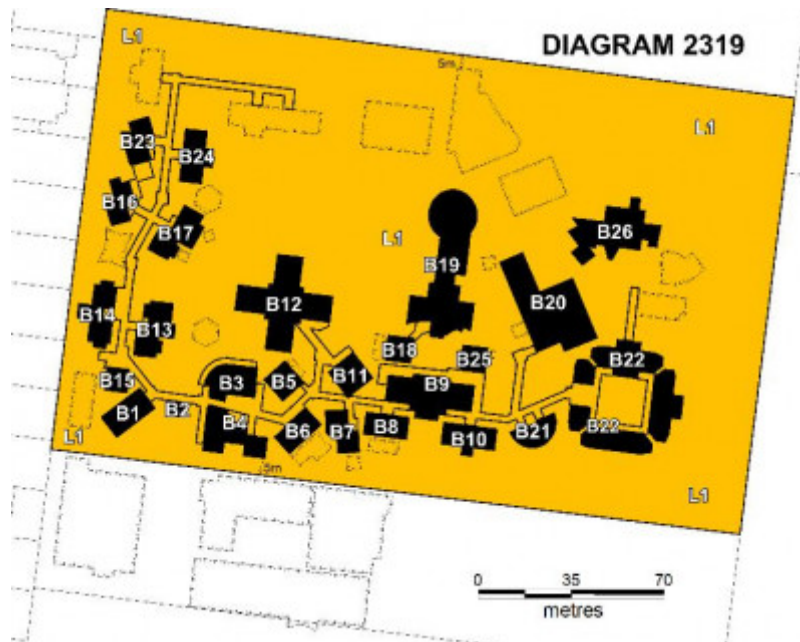 DIAGRAM 2319
L1
5m
L1
B23
B24
B16
B17
L1
B26
B19
B12
B20
B14
B13
B18
B25
B22
B11
B15
B3
B5
B9
B1
B2
B4
B6
B7
B8
B10
B21
B22
L1
5m
L1
0 35 70
metres